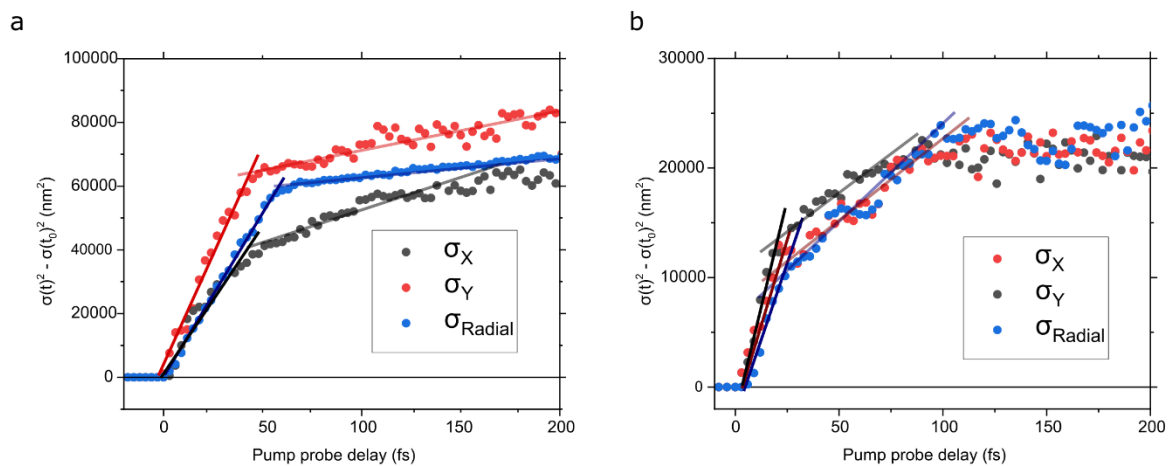 a
100000
80000
60000
40000
20000
0
σ(t)² - σ(t₀)² (nm²)
σX
σY
σRadial
0 50 100 150 200
Pump probe delay (fs)
b
30000
20000
10000
0
σ(t)² - σ(t₀)² (nm²)
σX
σY
σRadial
0 50 100 150 200
Pump probe delay (fs)